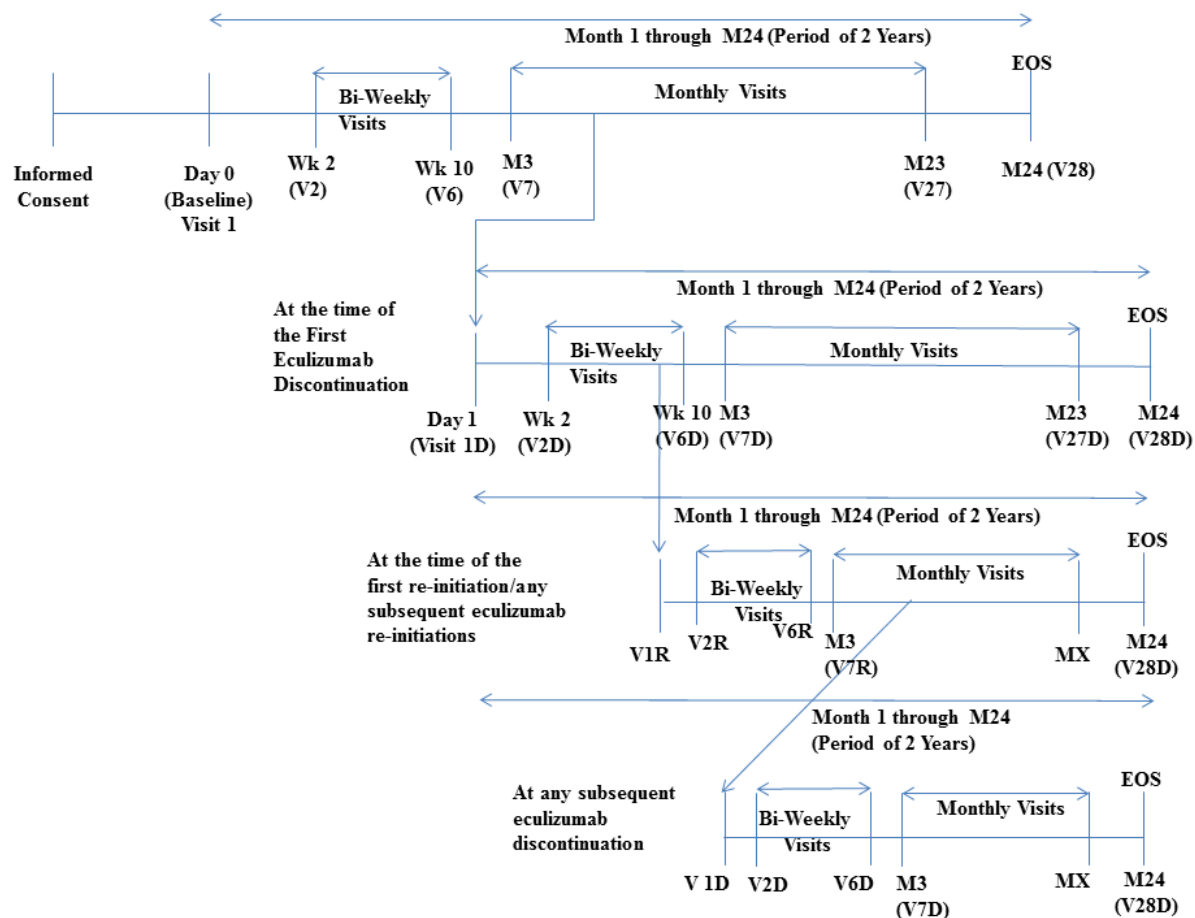 Month 1 through M24 (Period of 2 Years)
EOS
Bi-Weekly
Visits
Monthly Visits
Informed
Consent
Day 0
(Baseline)
Visit 1
Wk 2
(V2)
Wk 10
(V6)
M3
(V7)
M23
(V27)
M24 (V28)
Month 1 through M24 (Period of 2 Years)
At the time of
the First
Eculizumab
Discontinuation
EOS
Bi-Weekly
Visits
Monthly Visits
Day 1
(Visit 1D)
Wk 2
(V2D)
Wk 10
(V6D)
M3
(V7D)
M23
(V27D)
M24
(V28D)
Month 1 through M24 (Period of 2 Years)
At the time of the
first re-initiation/any
subsequent eculizumab
re-initiations
EOS
Bi-Weekly
Visits
Monthly Visits
V1R
V2R
V6R
M3
(V7R)
MX
M24
(V28D)
Month 1 through M24
(Period of 2 Years)
At any subsequent
eculizumab
discontinuation
EOS
Bi-Weekly
Visits
Monthly Visits
V 1D
V2D
V6D
M3
(V7D)
MX
M24
(V28D)